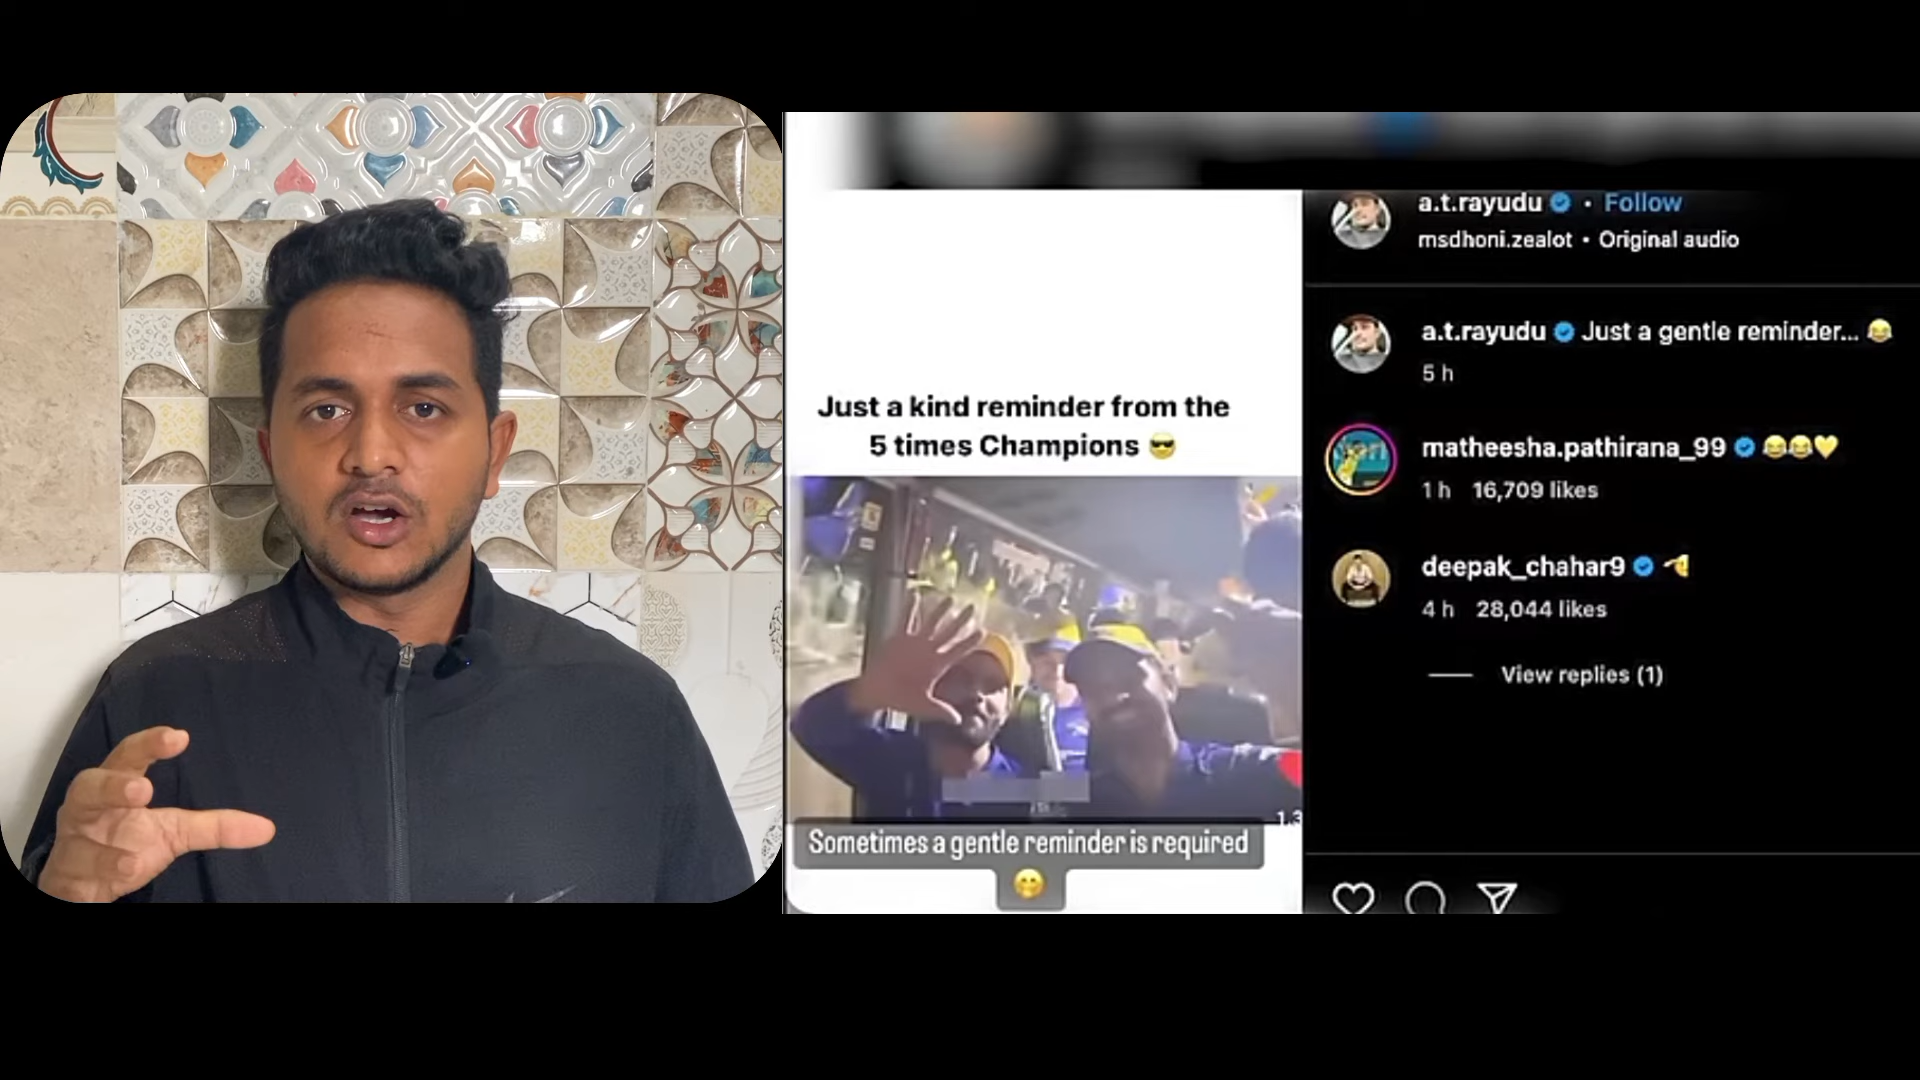 Just a kind reminder from the
5 times Champions 😎
1.3
Sometimes a gentle reminder is required
🤭
a.t.rayudu • Follow
msdhoni.zealot • Original audio
a.t.rayudu Just a gentle reminder... 😂
5 h
matheesha.pathirana_99 😂😂💛
1 h 16,709 likes
deepak_chahar9
4 h 28,044 likes
View replies (1)